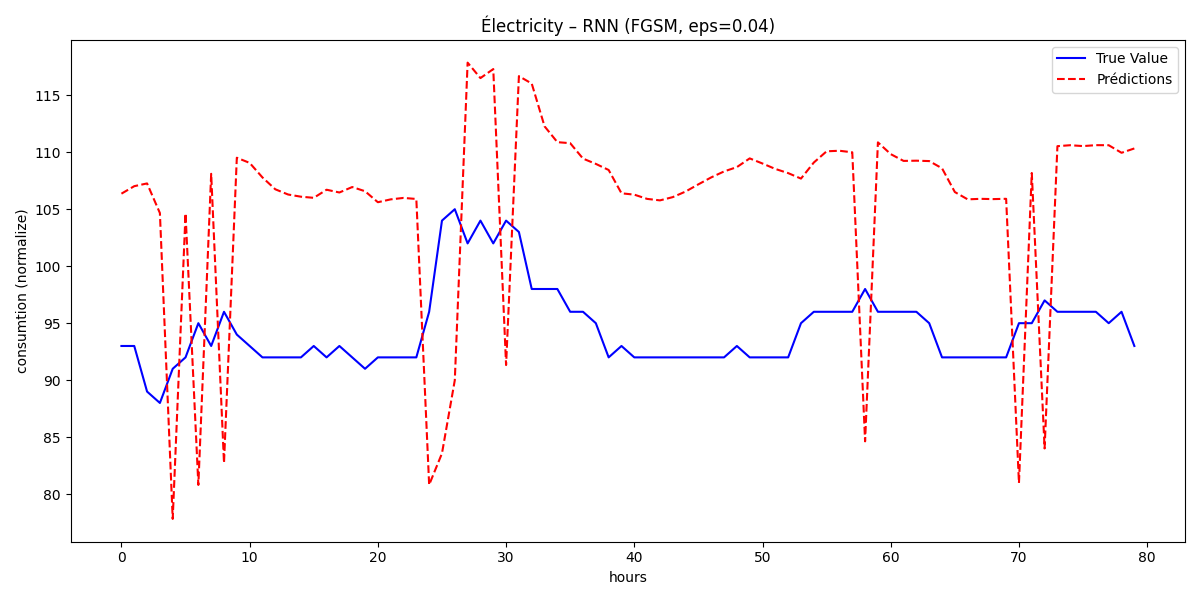 Électricity – RNN (FGSM, eps=0.04)
True Value
Prédictions
consumtion (normalize)
115
110
105
100
95
90
85
80
0 10 20 30 40 50 60 70 80
hours